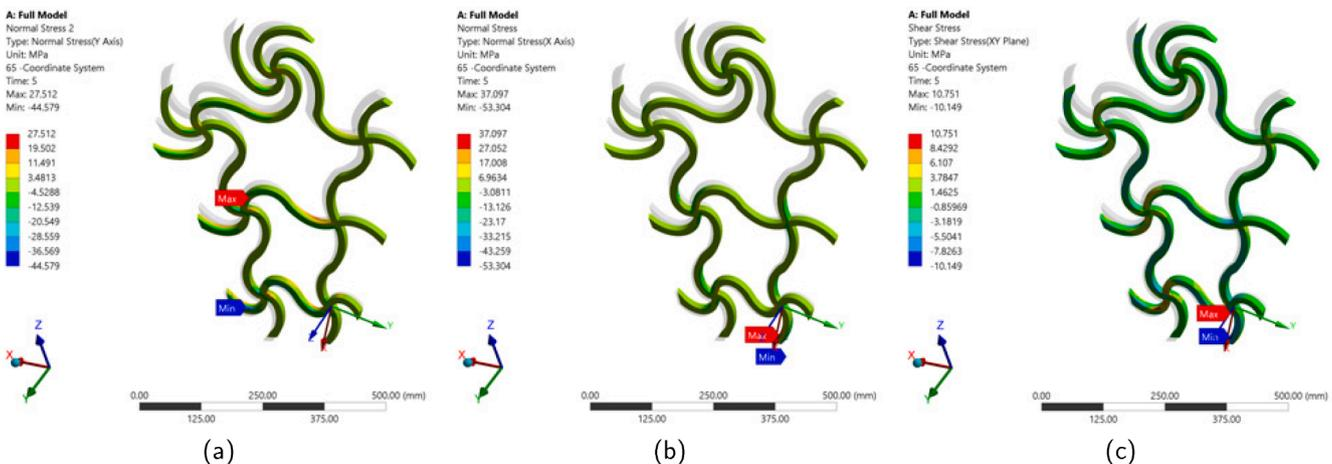 A: Full Model
Normal Stress 2
Type: Normal Stress(Y Axis)
Unit: MPa
65 -Coordinate System
Time: 5
Max: 27.512
Min: -44.579
27.512
19.502
11.491
3.4813
-4.5288
-12.539
-20.549
-28.559
-36.569
-44.579
Max
Min
Y
Z
X
Z
X
Y
0.00 250.00 500.00 (mm)
125.00 375.00
(a)
A: Full Model
Normal Stress
Type: Normal Stress(X Axis)
Unit: MPa
65 -Coordinate System
Time: 5
Max: 37.097
Min: -53.304
37.097
27.052
17.008
6.9634
-3.0811
-13.126
-23.17
-33.215
-43.259
-53.304
Y
Max
Min
Z
X
Y
0.00 250.00 500.00 (mm)
125.00 375.00
(b)
A: Full Model
Shear Stress
Type: Shear Stress(XY Plane)
Unit: MPa
65 -Coordinate System
Time: 5
Max: 10.751
Min: -10.149
10.751
8.4292
6.107
3.7847
1.4625
-0.85969
-3.1819
-5.5041
-7.8263
-10.149
Max
Y
Min
Z
X
Y
0.00 250.00 500.00 (mm)
125.00 375.00
(c)